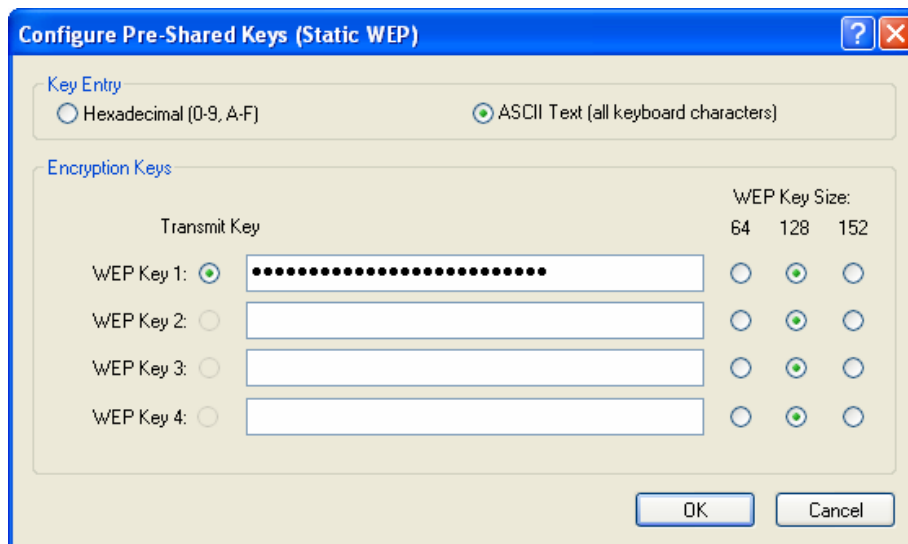 Configure Pre-Shared Keys (Static WEP)
Key Entry
Hexadecimal (0-9, A-F)
ASCII Text (all keyboard characters)
Encryption Keys
WEP Key Size:
Transmit Key
64 128 152
WEP Key 1: ••••••••••••••••••••••••••
WEP Key 2:
WEP Key 3:
WEP Key 4:
OK
Cancel